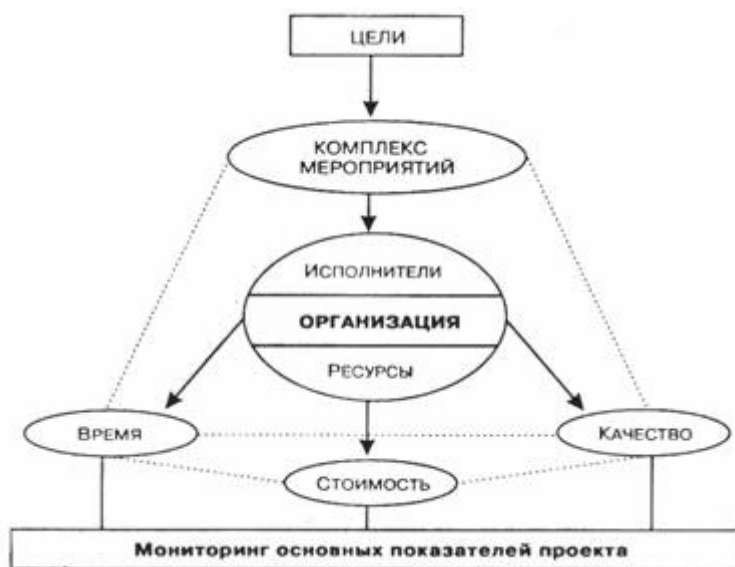 ЦЕЛИ
КОМПЛЕКС
МЕРОПРИЯТИЙ
ИСПОЛНИТЕЛИ
ОРГАНИЗАЦИЯ
РЕСУРСЫ
ВРЕМЯ
КАЧЕСТВО
СТОИМОСТЬ
Мониторинг основных показателей проекта